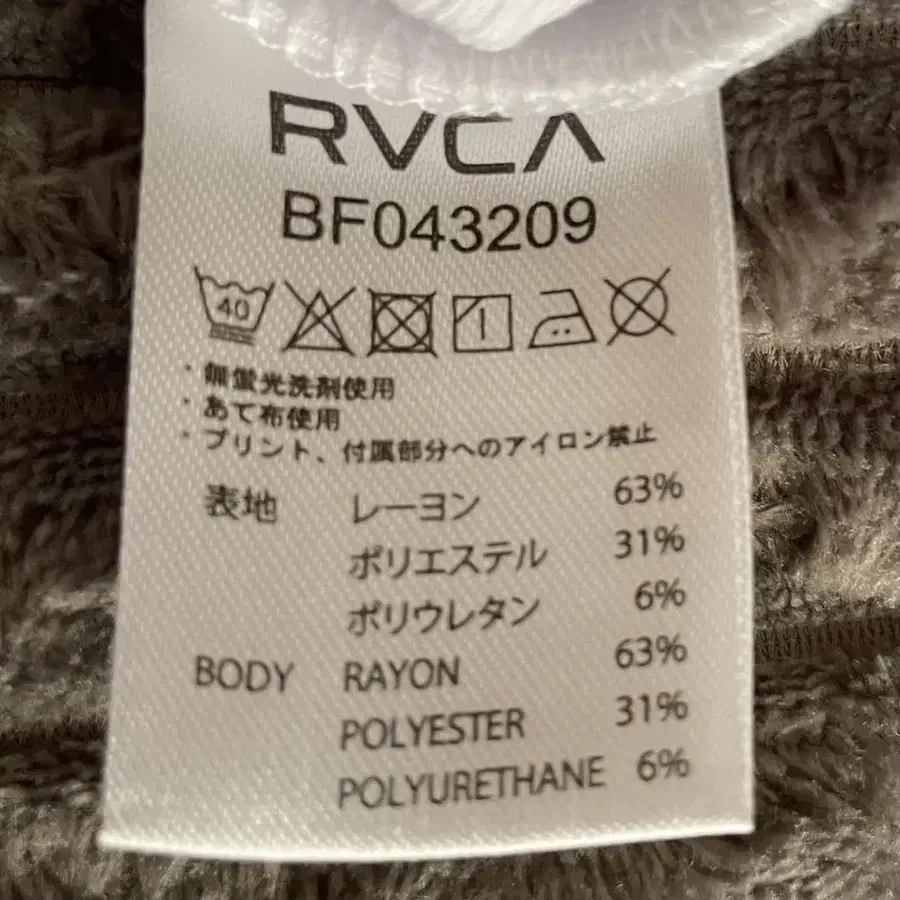 RVCA
BF043209
40
・無蛍光洗剤使用
・あて布使用
・プリント、付属部分へのアイロン禁止
表地 レーヨン 63%
ポリエステル 31%
ポリウレタン 6%
BODY RAYON 63%
POLYESTER 31%
POLYURETHANE 6%